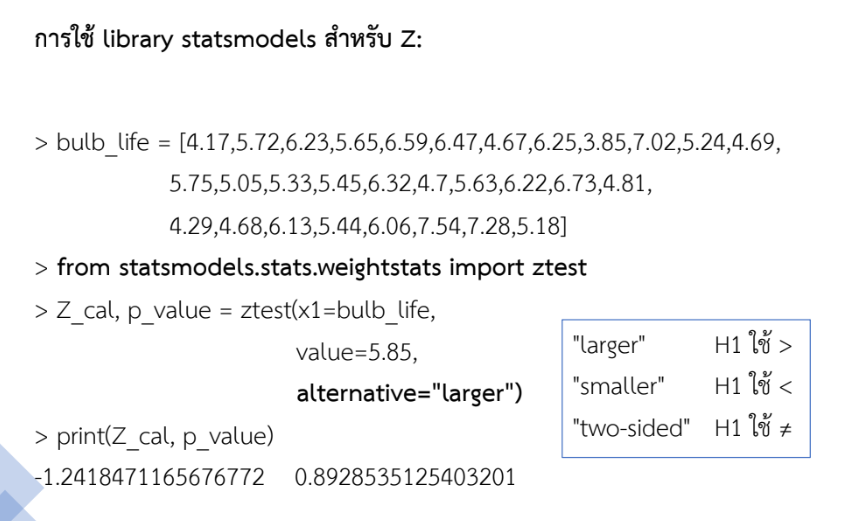 การใช้ library statsmodels สำหรับ Z:
> bulb_life = [4.17,5.72,6.23,5.65,6.59,6.47,4.67,6.25,3.85,7.02,5.24,4.69,
5.75,5.05,5.33,5.45,6.32,4.7,5.63,6.22,6.73,4.81,
4.29,4.68,6.13,5.44,6.06,7.54,7.28,5.18]
> from statsmodels.stats.weightstats import ztest
> Z_cal, p_value = ztest(x1=bulb_life,
value=5.85,
alternative="larger")
> print(Z_cal, p_value)
-1.2418471165676772 0.8928535125403201
"larger" H1 ใช้ >
"smaller" H1 ใช้ <
"two-sided" H1 ใช้ ≠